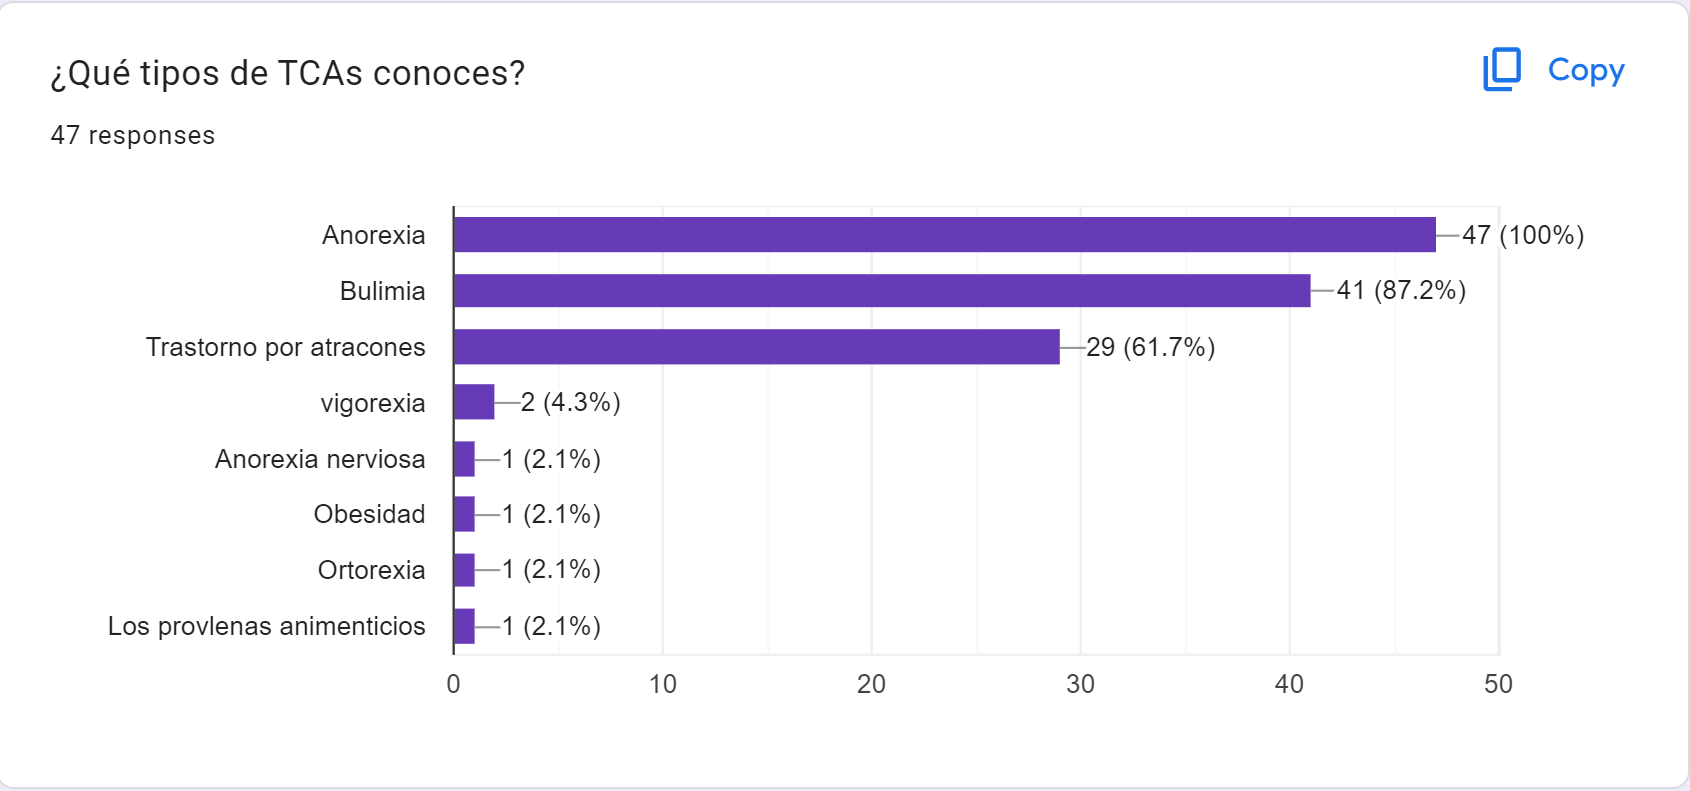 ¿Qué tipos de TCAs conoces?
Copy
47 responses
Anorexia 47 (100%)
Bulimia 41 (87.2%)
Trastorno por atracones 29 (61.7%)
vigorexia 2 (4.3%)
Anorexia nerviosa 1 (2.1%)
Obesidad 1 (2.1%)
Ortorexia 1 (2.1%)
Los provlenas animenticios 1 (2.1%)
0 10 20 30 40 50